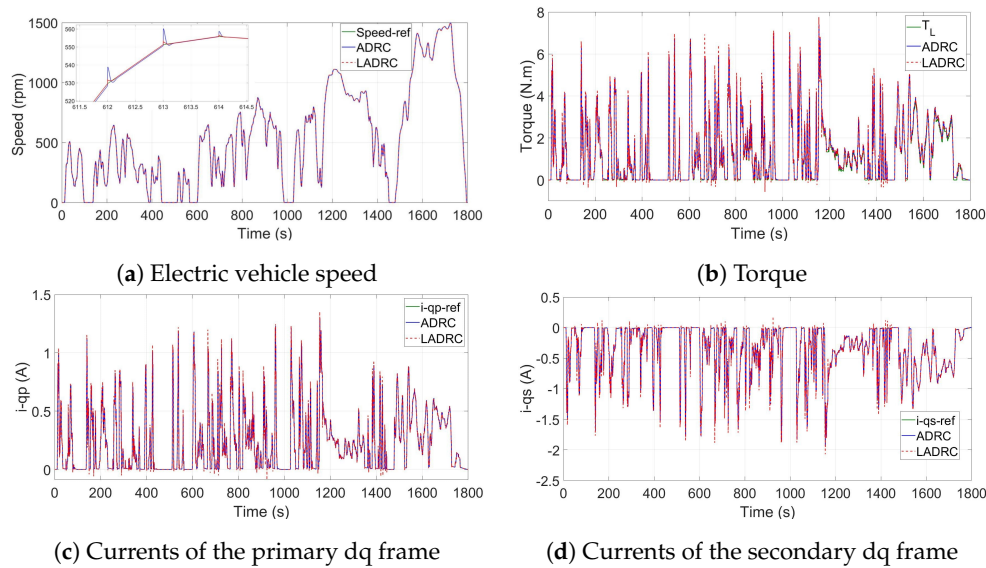 1500
1000
500
0
Speed (rpm)
560
550
540
530
520
611.5 612 612.5 613 613.5 614 614.5
Speed-ref
ADRC
LADRC
0 200 400 600 800 1000 1200 1400 1600 1800
Time (s)
(a) Electric vehicle speed
8
6
4
2
0
Torque (N.m)
T_L
ADRC
LADRC
0 200 400 600 800 1000 1200 1400 1600 1800
Time (s)
(b) Torque
1.5
1
0.5
0
i-qp (A)
i-qp-ref
ADRC
LADRC
0 200 400 600 800 1000 1200 1400 1600 1800
Time (s)
(c) Currents of the primary dq frame
0.5
0
-0.5
-1
-1.5
-2
-2.5
i-qs (A)
i-qs-ref
ADRC
LADRC
0 200 400 600 800 1000 1200 1400 1600 1800
Time (s)
(d) Currents of the secondary dq frame